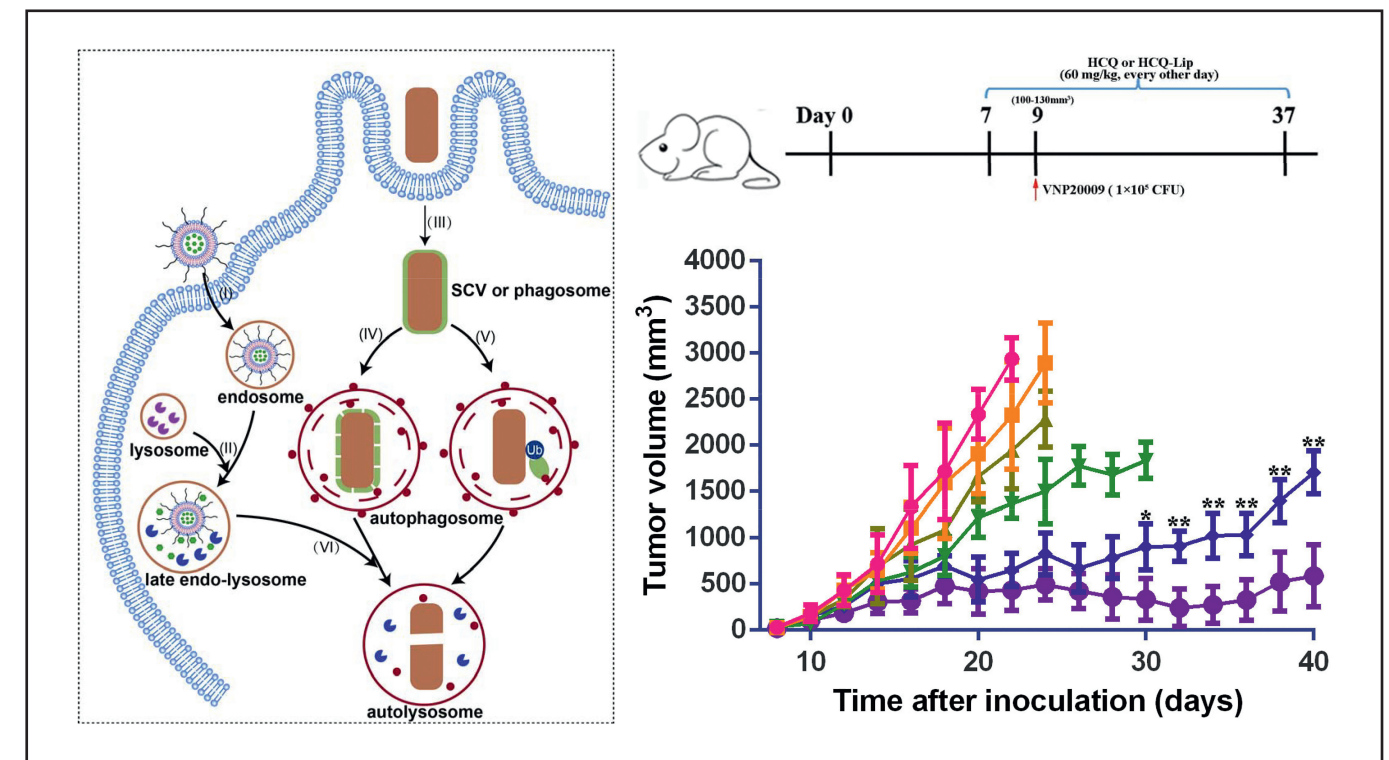 (I)
(II)
(III)
(IV)
(V)
(VI)
SCV or phagosome
endosome
lysosome
Ub
autophagosome
late endo-lysosome
autolysosome
HCQ or HCQ-Lip
(60 mg/kg, every other day)
(100-130mm³)
Day 0 7 9 37
VNP20009 ( 1×10⁵ CFU)
Tumor volume (mm³)
4000
3500
3000
2500
2000
1500
1000
500
0
* ** ** ** ** **
10 20 30 40
Time after inoculation (days)